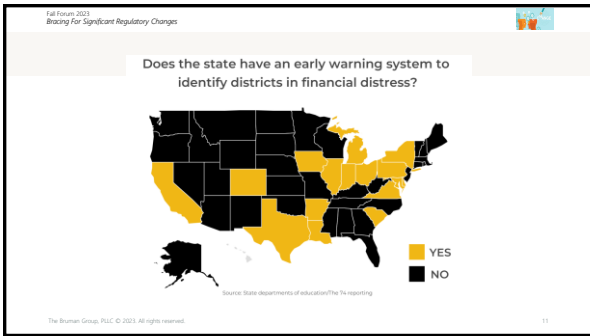 Fall Forum 2023
Bracing For Significant Regulatory Changes
Does the state have an early warning system to
identify districts in financial distress?
YES
NO
Source: State departments of education/The 74 reporting
The Bruman Group, PLLC © 2023. All rights reserved.
11